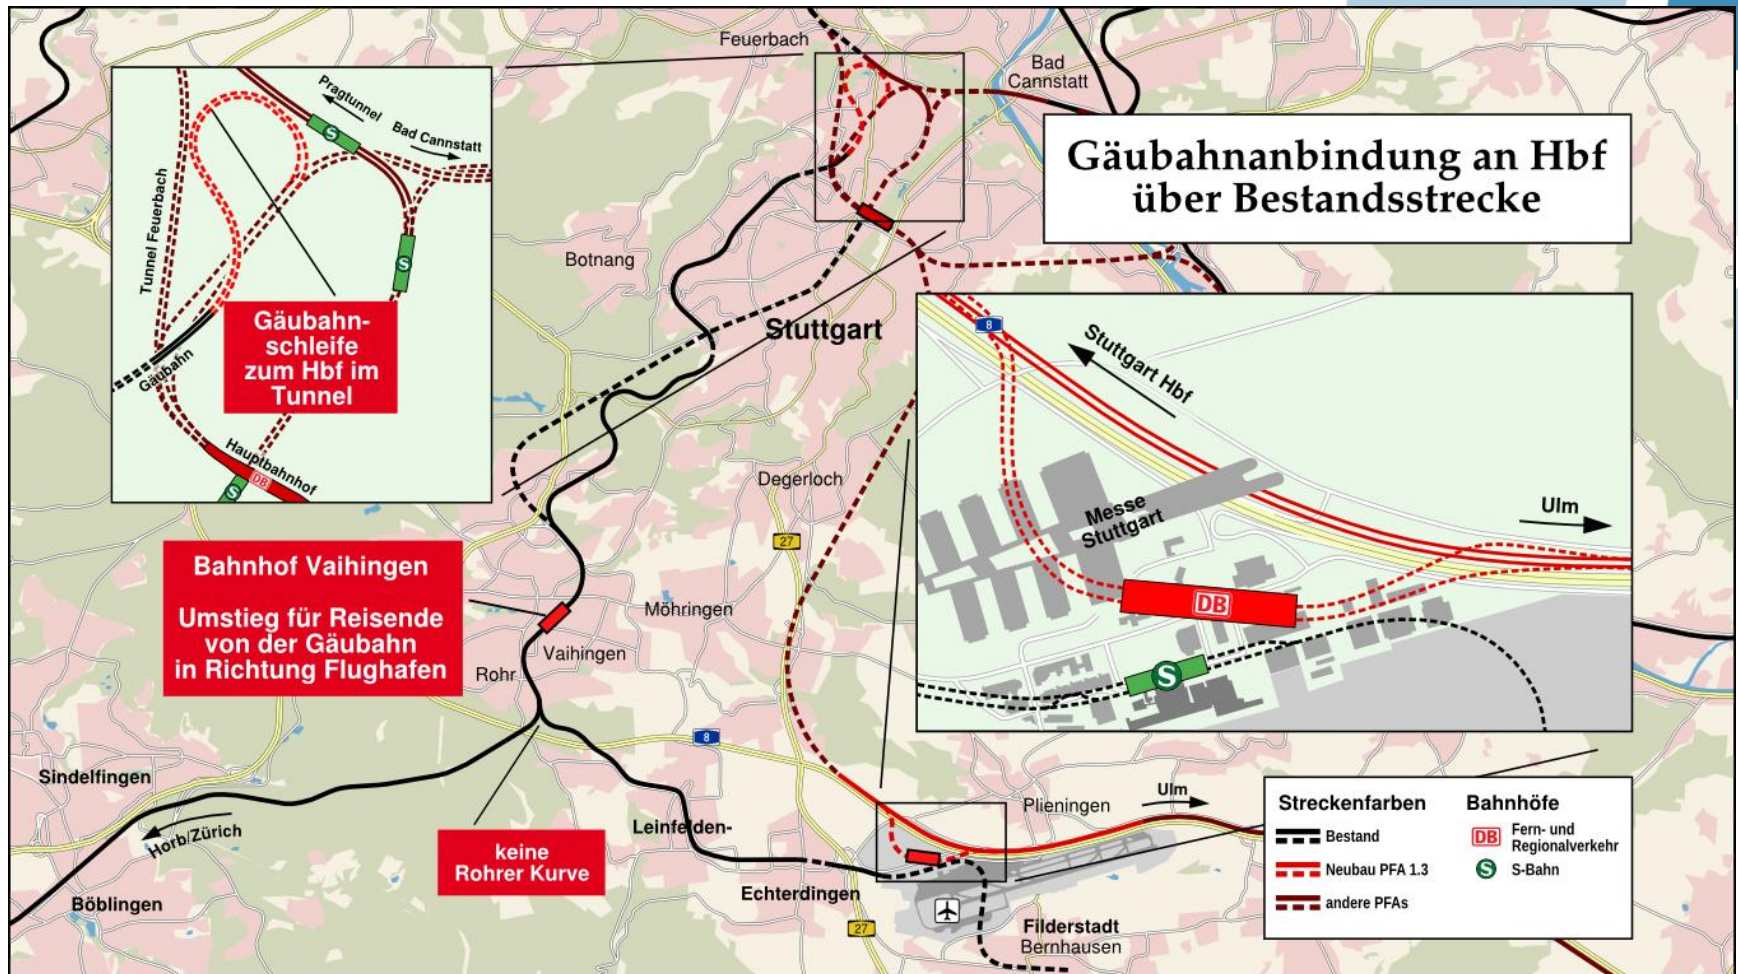 Feuerbach
Bad
Cannstatt
Gäubahnanbindung an Hbf
über Bestandsstrecke
Pragtunnel
S
Bad Cannstatt
Tunnel Feuerbach
S
Gäubahn-
schleife
zum Hbf im
Tunnel
Gäubahn
Hauptbahnhof
DB
S
Botnang
Stuttgart
Degerloch
27
8
Stuttgart Hbf
Messe
Stuttgart
Ulm
DB
S
Bahnhof Vaihingen
Umstieg für Reisende
von der Gäubahn
in Richtung Flughafen
Möhringen
Vaihingen
Rohr
8
Sindelfingen
Horb/Zürich
Böblingen
keine
Rohrer Kurve
Leinfelden-
Echterdingen
27
Plieningen
Ulm
Filderstadt
Bernhausen
Streckenfarben
Bestand
Neubau PFA 1.3
andere PFAs
Bahnhöfe
DB
Fern- und
Regionalverkehr
S
S-Bahn